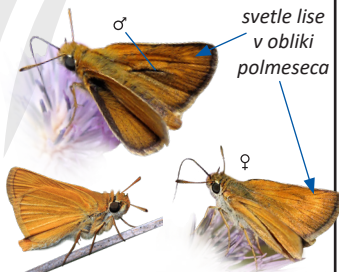 svetle lise
v obliki
polmeseca
♂
♀